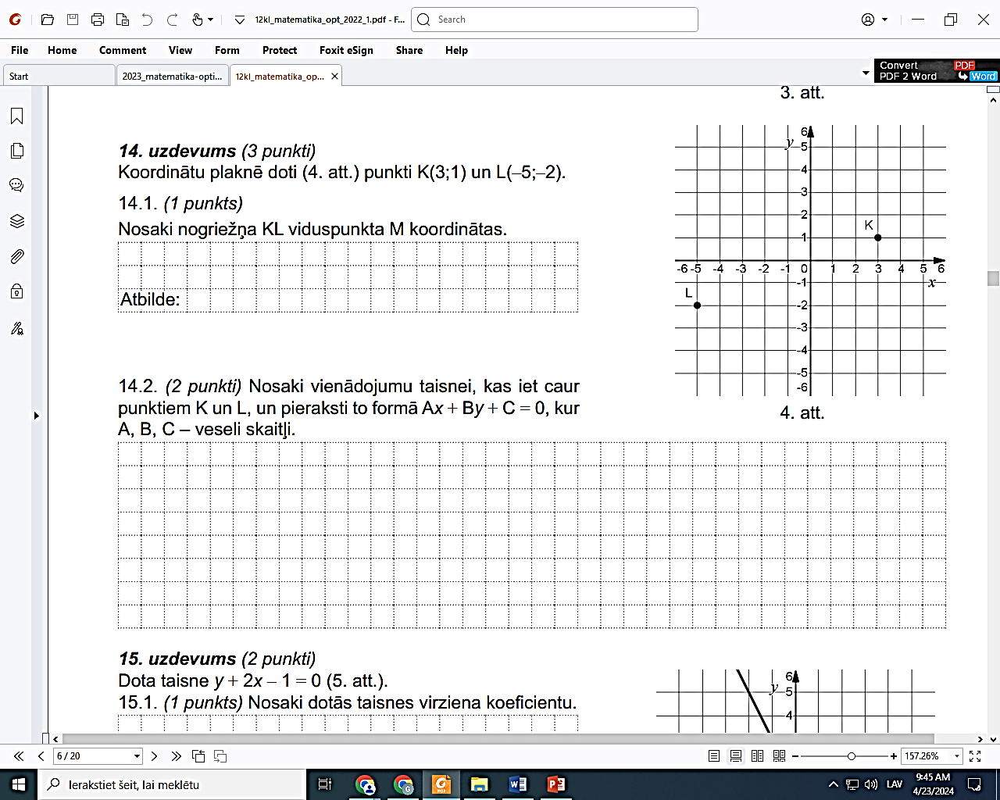 12kl_matematika_opt_2022_1.pdf - F...
Search
File Home Comment View Form Protect Foxit eSign Share Help
Start
2023_matematika-opti...
12kl_matematika_op...
Convert PDF
PDF 2 Word Word
3. att.
14. uzdevums (3 punkti)
Koordinātu plaknē doti (4. att.) punkti K(3;1) un L(–5;–2).
14.1. (1 punkts)
Nosaki nogriežņa KL viduspunkta M koordinātas.
Atbilde:
6
y 5
4
3
2
K
1
-6 -5 -4 -3 -2 -1 0 1 2 3 4 5 6
-1 x
L
-2
-3
-4
-5
-6
4. att.
14.2. (2 punkti) Nosaki vienādojumu taisnei, kas iet caur
punktiem K un L, un pieraksti to formā Ax + By + C = 0, kur
A, B, C – veseli skaitļi.
15. uzdevums (2 punkti)
Dota taisne y + 2x – 1 = 0 (5. att.).
15.1. (1 punkts) Nosaki dotās taisnes virziena koeficientu.
6
y 5
4
6 / 20
157.26%
Ierakstiet šeit, lai meklētu
LAV
9:45 AM
4/23/2024